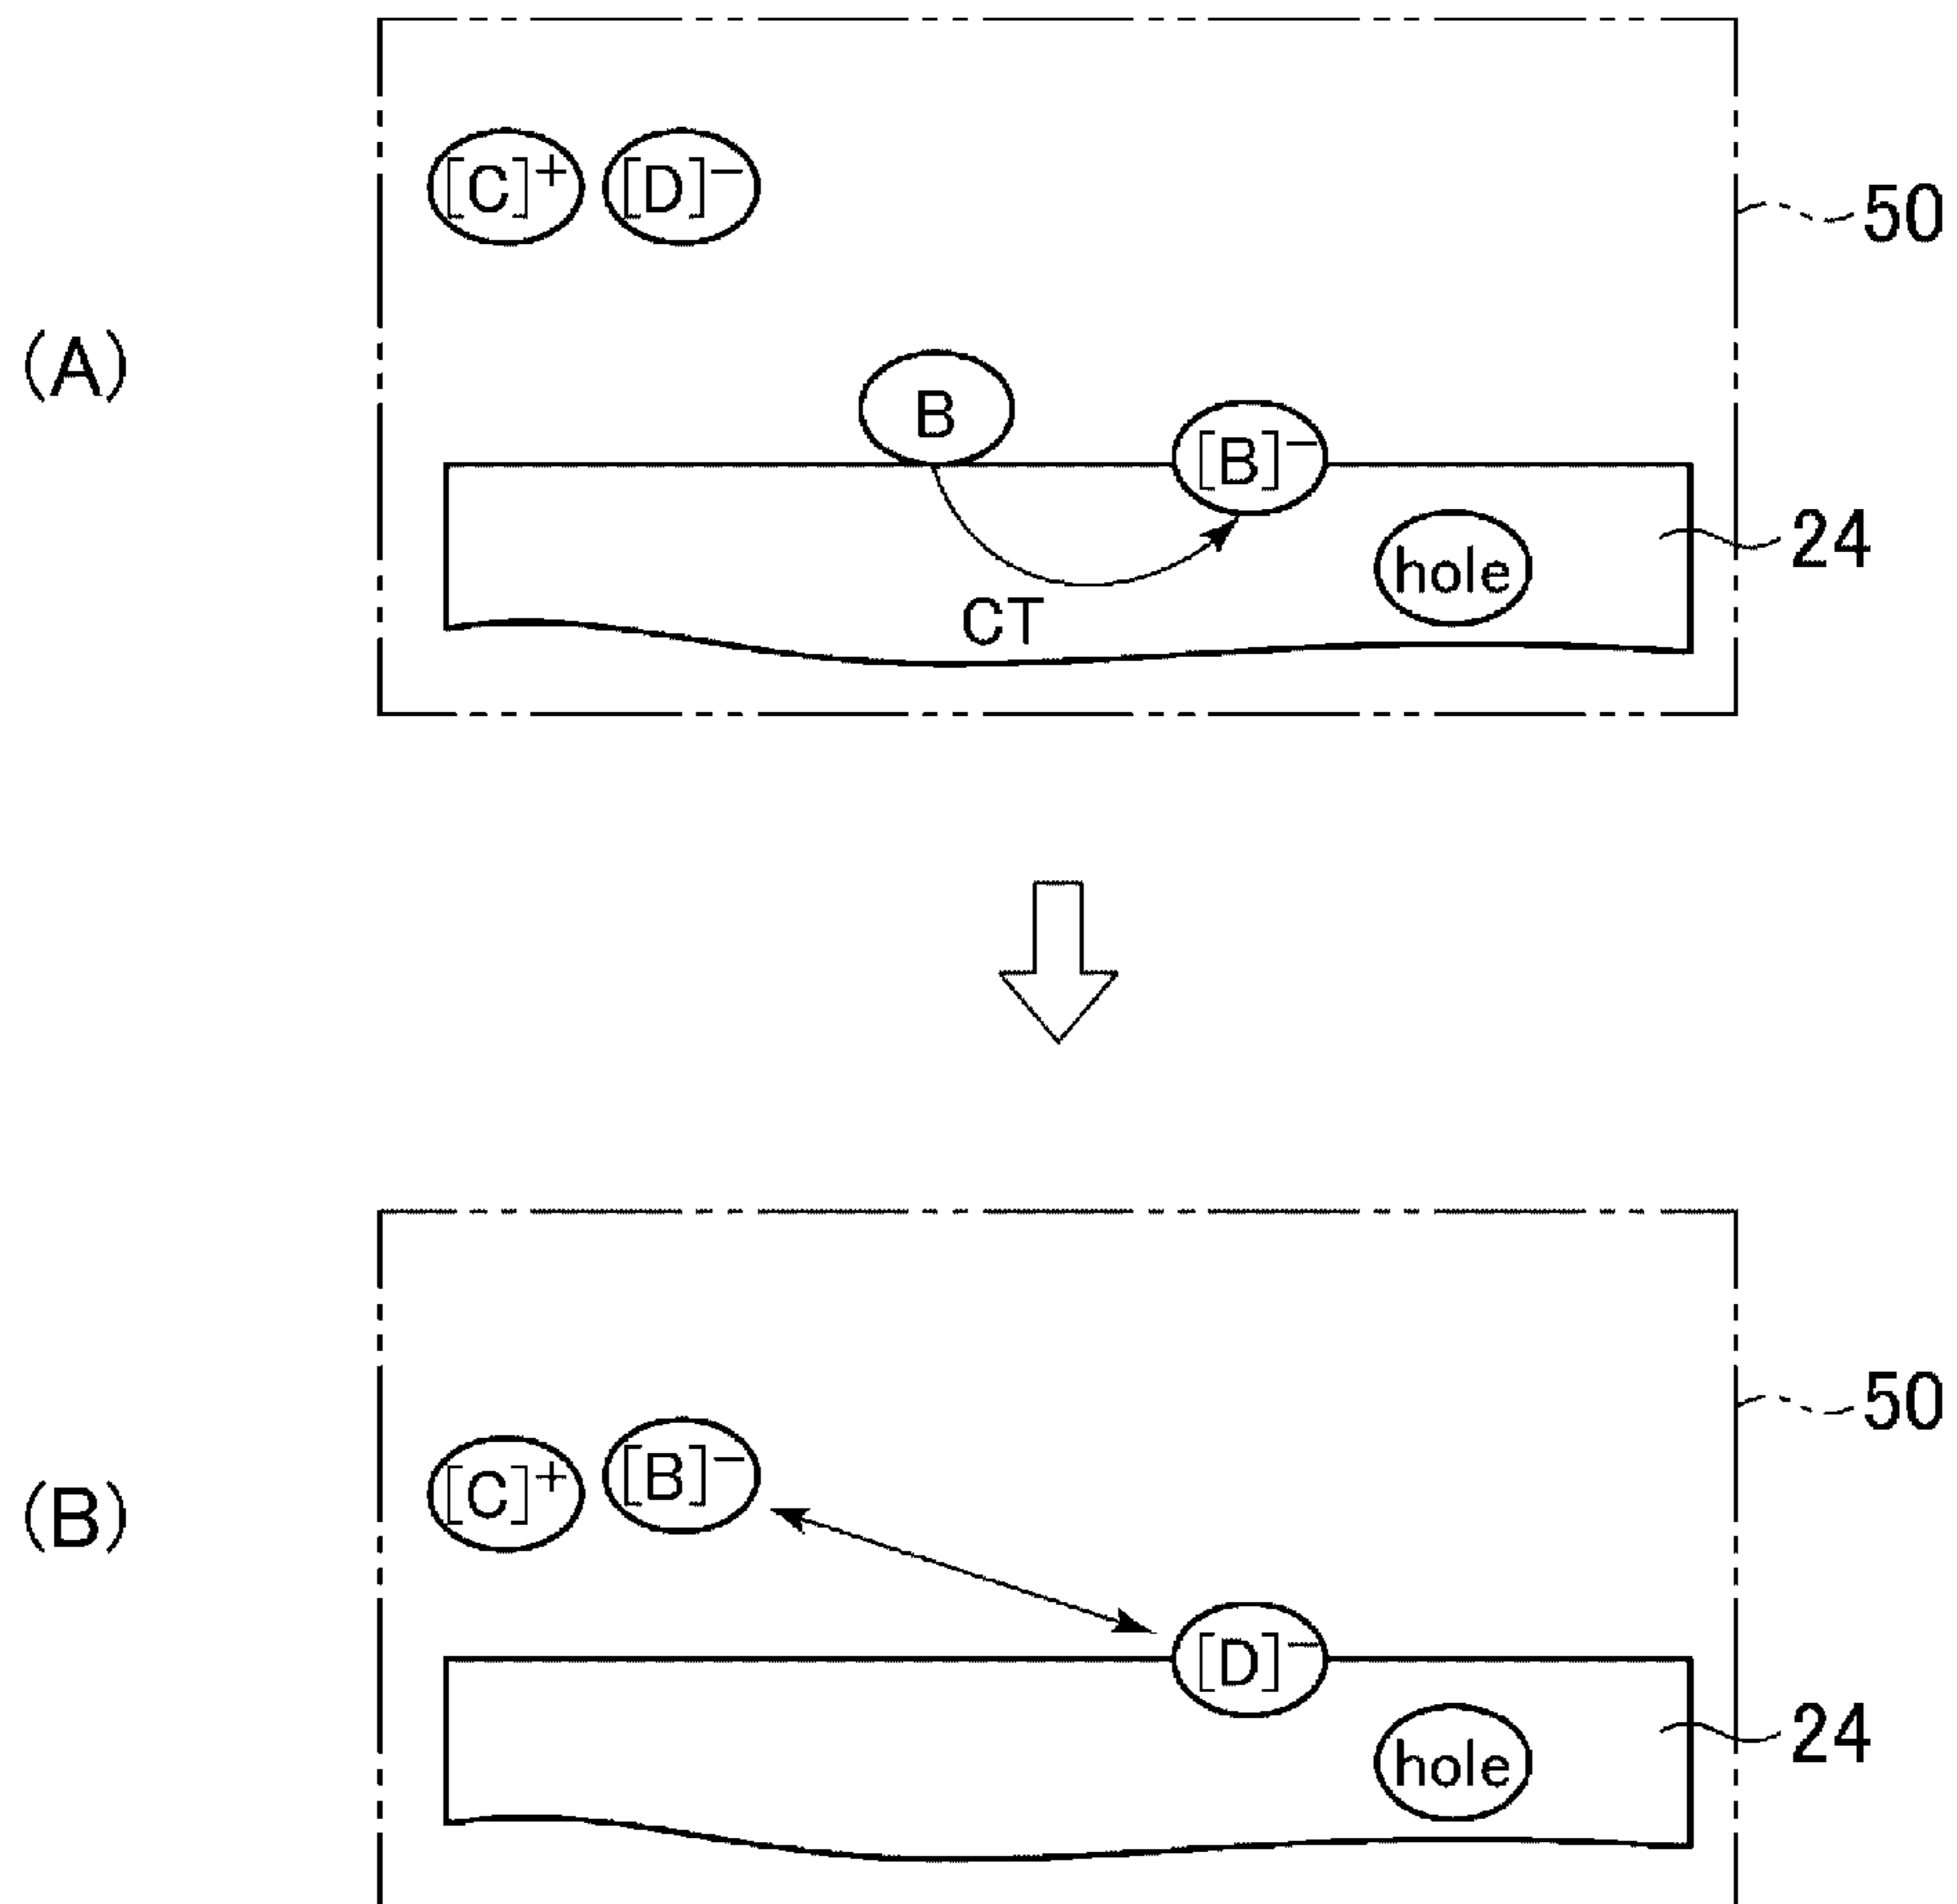 [C]⁺ [D]⁻
50
(A)
B
[B]⁻
24
hole
CT
50
[C]⁺ [B]⁻
(B)
[D]⁻
24
hole